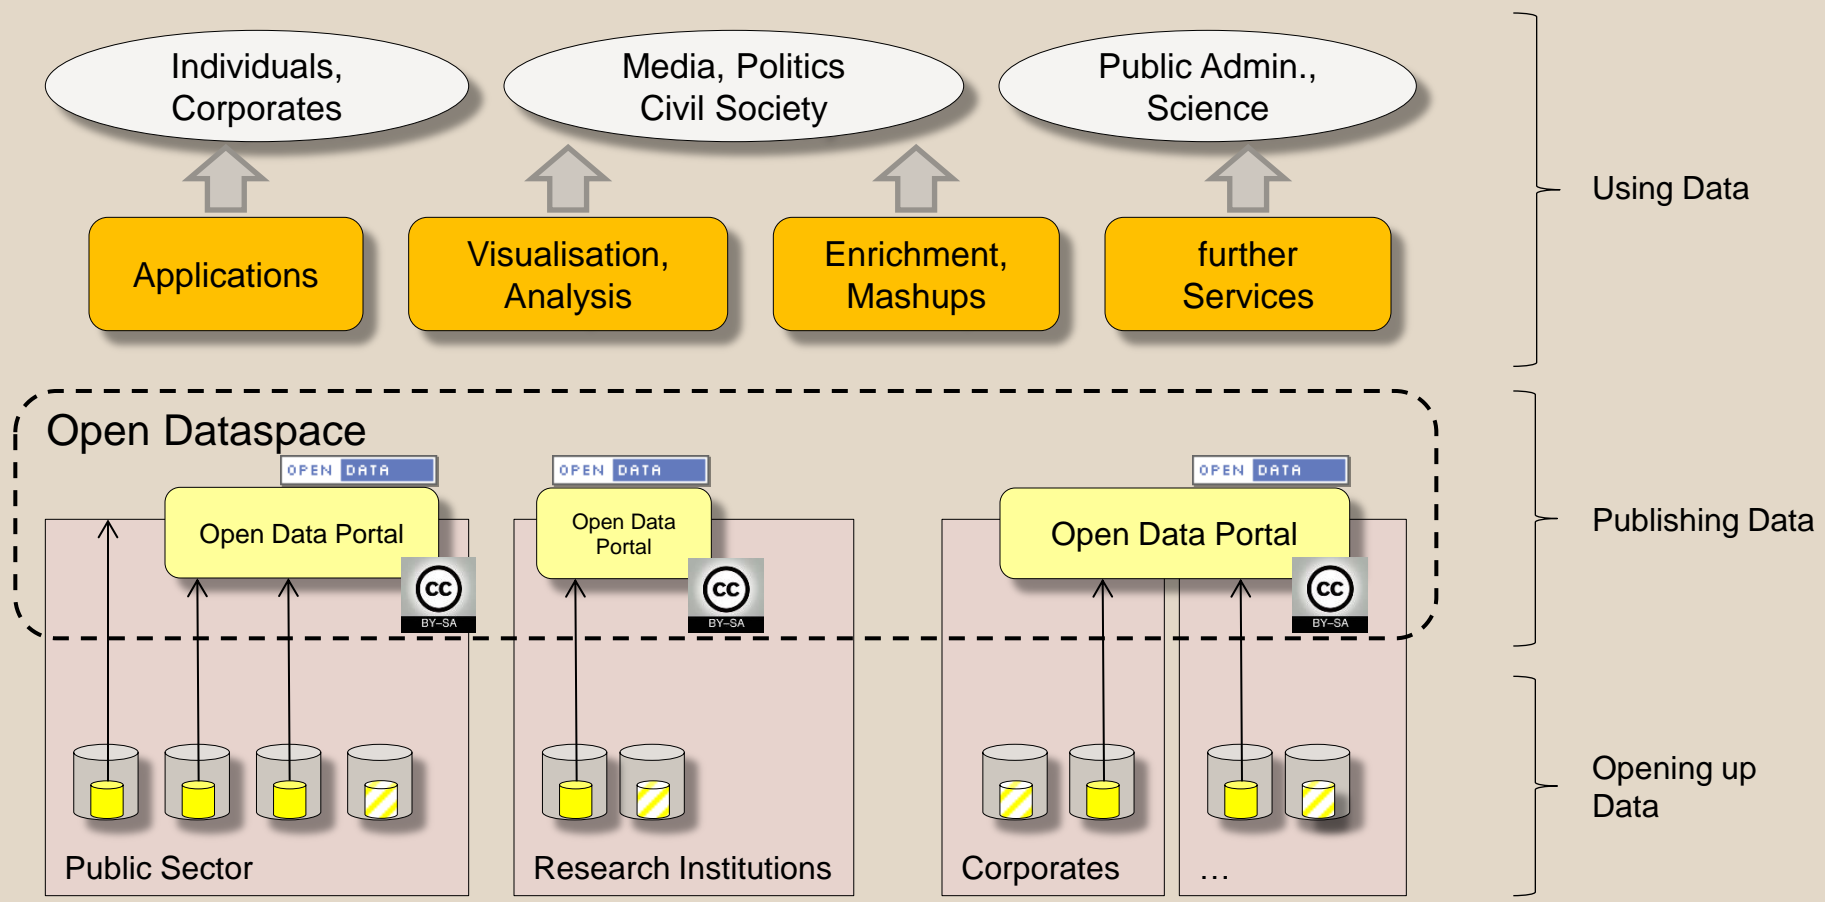 Individuals,
Corporates
Media, Politics
Civil Society
Public Admin.,
Science
Using Data
Applications
Visualisation,
Analysis
Enrichment,
Mashups
further
Services
Open Dataspace
OPEN DATA
OPEN DATA
OPEN DATA
Open Data Portal
Open Data
Portal
Open Data Portal
Publishing Data
cc
BY-SA
cc
BY-SA
cc
BY-SA
Opening up
Data
Public Sector
Research Institutions
Corporates
…